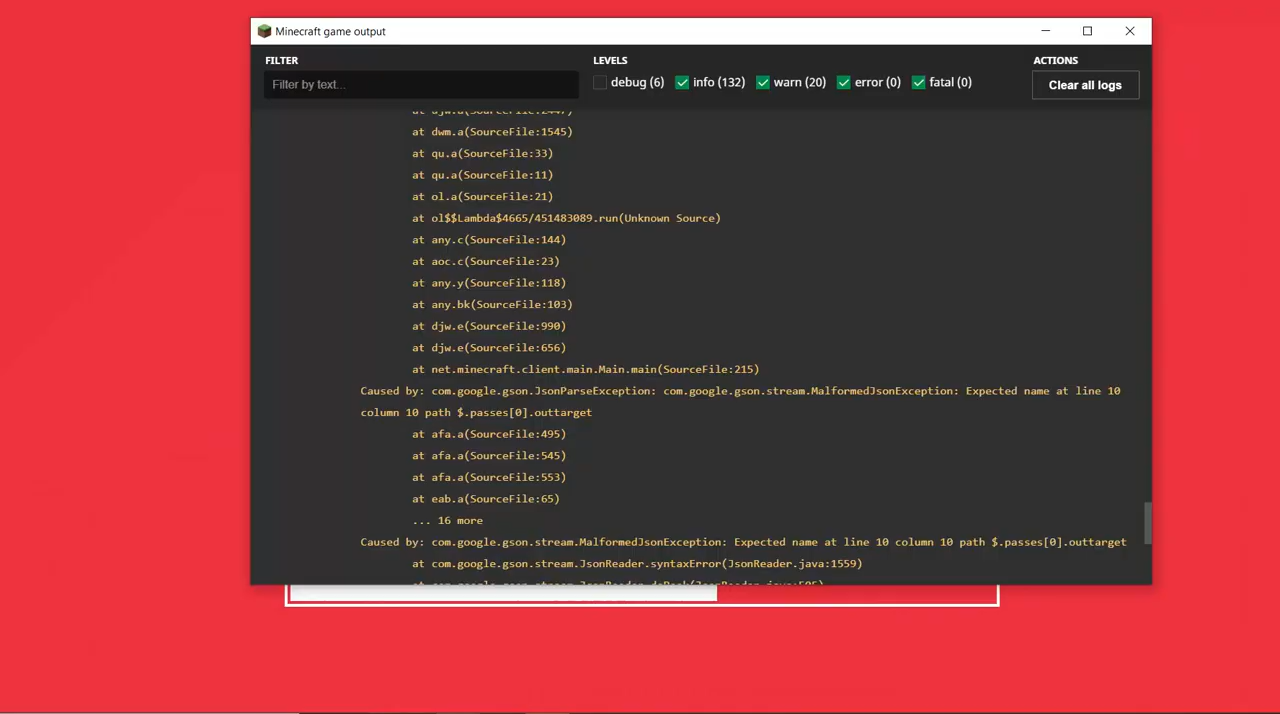 Minecraft game output
FILTER
LEVELS
ACTIONS
Filter by text...
debug (6) info (132) warn (20) error (0) fatal (0)
Clear all logs
at dwm.a(SourceFile:1545)
at qu.a(SourceFile:33)
at qu.a(SourceFile:11)
at ol.a(SourceFile:21)
at ol$$Lambda$4665/451483089.run(Unknown Source)
at any.c(SourceFile:144)
at aoc.c(SourceFile:23)
at any.y(SourceFile:118)
at any.bk(SourceFile:103)
at djw.e(SourceFile:990)
at djw.e(SourceFile:656)
at net.minecraft.client.main.Main.main(SourceFile:215)
Caused by: com.google.gson.JsonParseException: com.google.gson.stream.MalformedJsonException: Expected name at line 10
column 10 path $.passes[0].outtarget
at afa.a(SourceFile:495)
at afa.a(SourceFile:545)
at afa.a(SourceFile:553)
at eab.a(SourceFile:65)
... 16 more
Caused by: com.google.gson.stream.MalformedJsonException: Expected name at line 10 column 10 path $.passes[0].outtarget
at com.google.gson.stream.JsonReader.syntaxError(JsonReader.java:1559)